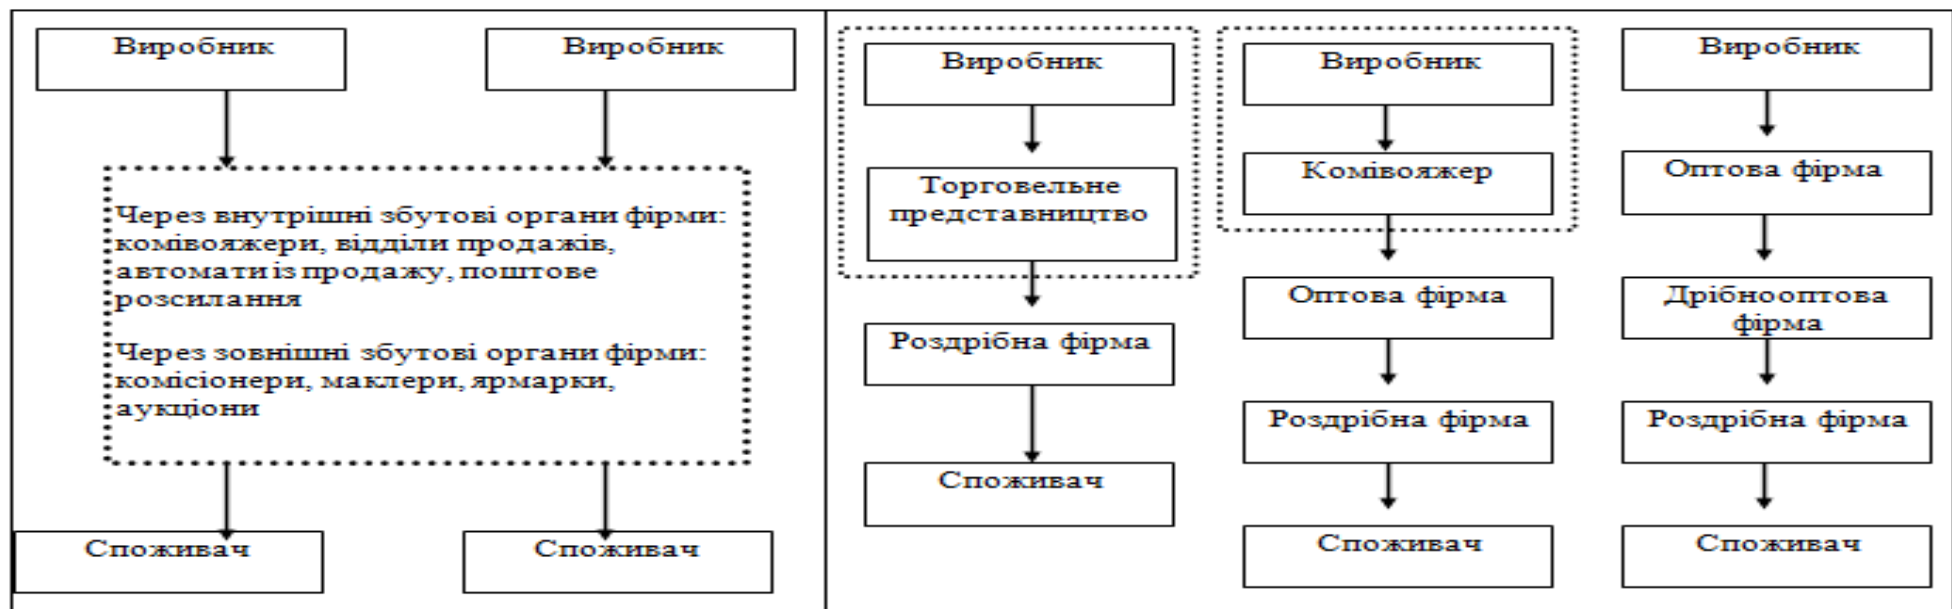 Виробник
Виробник
Через внутрішні збутові органи фірми:
комівояжери, відділи продажів,
автомати із продажу, поштове
розсилання
Через зовнішні збутові органи фірми:
комісіонери, маклери, ярмарки,
аукціони
Споживач
Споживач
Виробник
Торговельне
представництво
Роздрібна фірма
Споживач
Виробник
Комівояжер
Оптова фірма
Роздрібна фірма
Споживач
Виробник
Оптова фірма
Дрібнооптова
фірма
Роздрібна фірма
Споживач